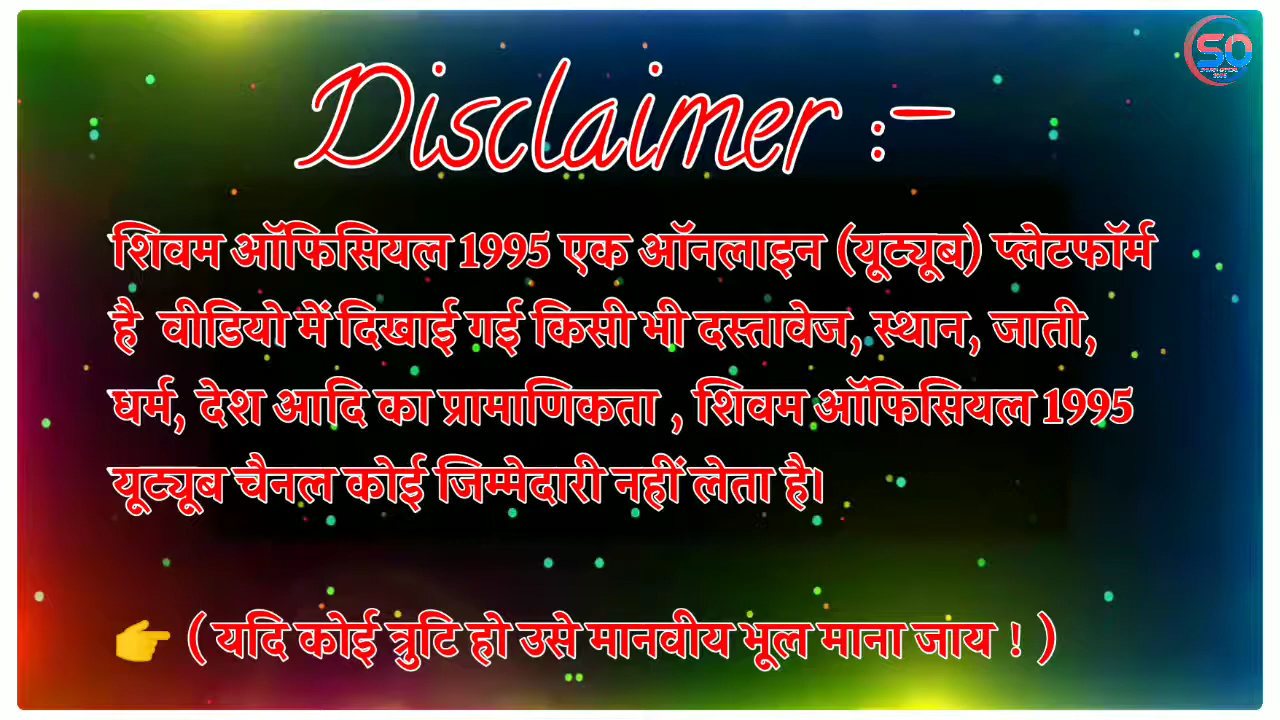 SO
Disclaimer :-
शिवम ऑफिसियल 1995 एक ऑनलाइन (यूट्यूब) प्लेटफॉर्म
है वीडियो में दिखाई गई किसी भी दस्तावेज, स्थान, जाती,
धर्म, देश आदि का प्रामाणिकता , शिवम ऑफिसियल 1995
यूट्यूब चैनल कोई जिम्मेदारी नहीं लेता है।
👉 ( यदि कोई त्रुटि हो उसे मानवीय भूल माना जाय ! )